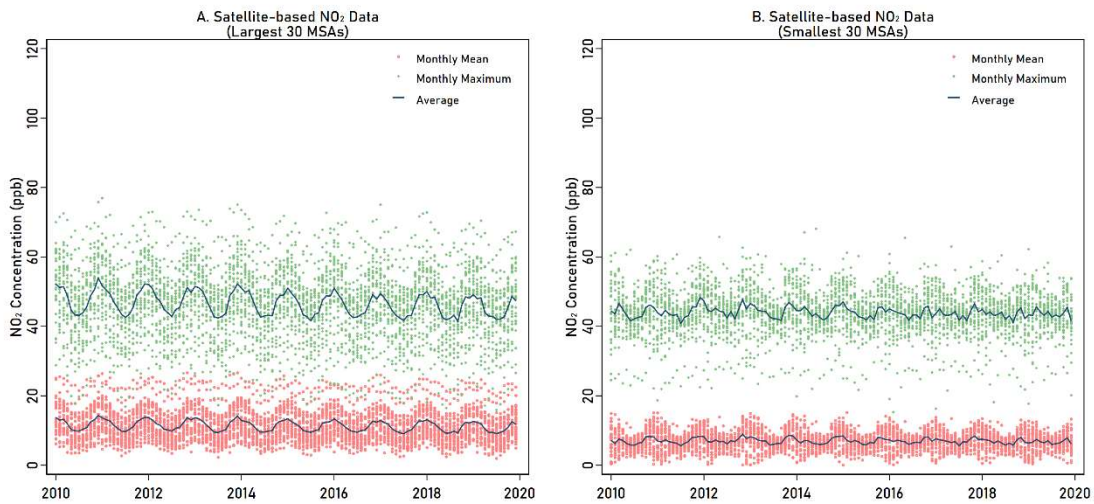 A. Satellite-based NO₂ Data
(Largest 30 MSAs)
120
100
80
60
40
20
0
NO₂ Concentration (ppb)
Monthly Mean
Monthly Maximum
Average
2010 2012 2014 2016 2018 2020
B. Satellite-based NO₂ Data
(Smallest 30 MSAs)
120
100
80
60
40
20
0
NO₂ Concentration (ppb)
Monthly Mean
Monthly Maximum
Average
2010 2012 2014 2016 2018 2020